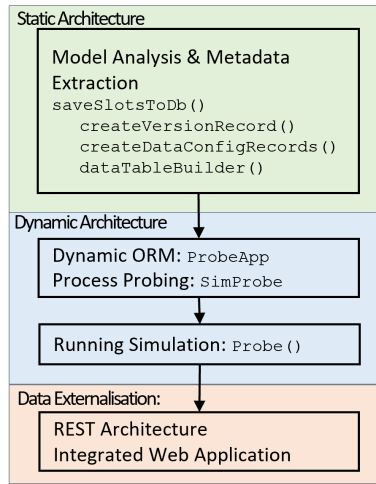 Static Architecture
Model Analysis & Metadata
Extraction
saveSlotsToDb()
createVersionRecord()
createDataConfigRecords()
dataTableBuilder()
Dynamic Architecture
Dynamic ORM: ProbeApp
Process Probing: SimProbe
Running Simulation: Probe()
Data Externalisation:
REST Architecture
Integrated Web Application